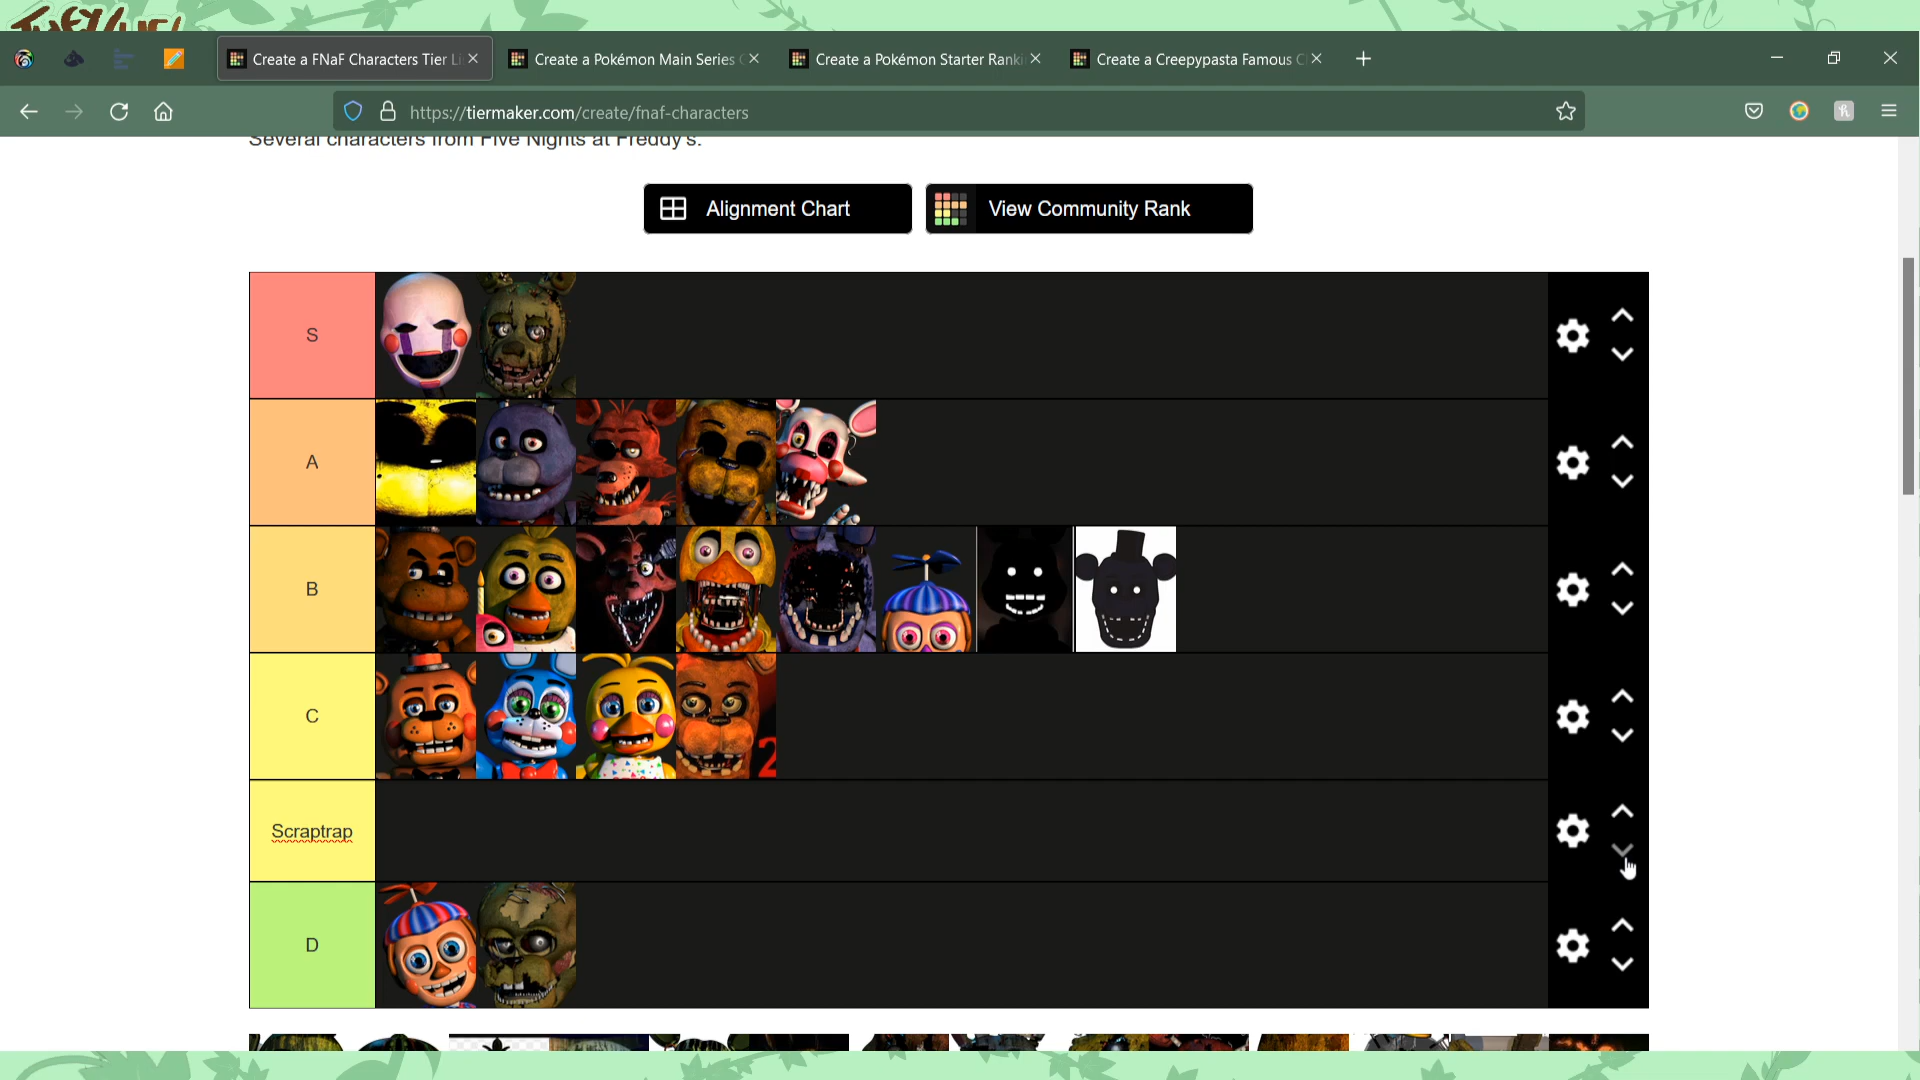 Create a FNaF Characters Tier Li
Create a Pokémon Main Series
Create a Pokémon Starter Ranki
Create a Creepypasta Famous C
https://tiermaker.com/create/fnaf-characters
Several characters from Five Nights at Freddy's.
Alignment Chart
View Community Rank
S
A
B
C
2
Scraptrap
D